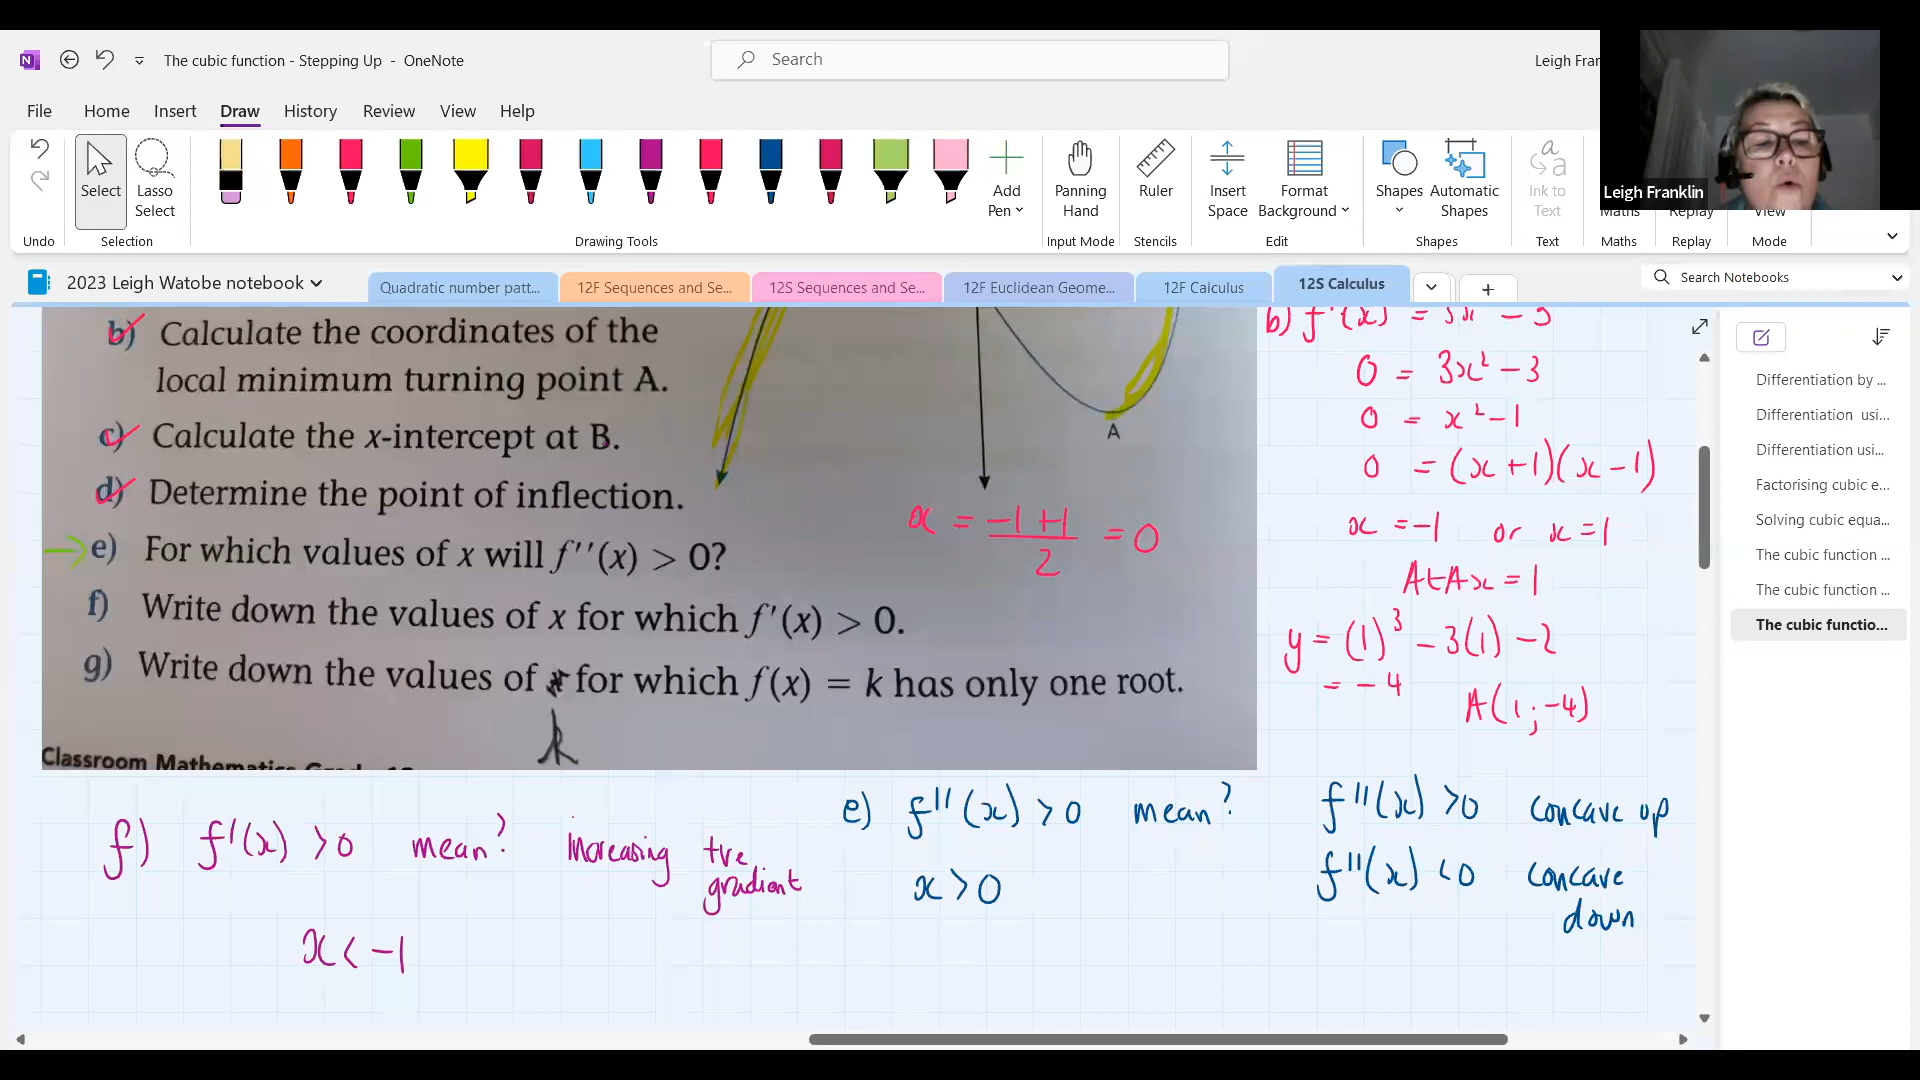 The cubic function - Stepping Up - OneNote
Search
Leigh Fran
File Home Insert Draw History Review View Help
Undo
Select
Lasso Select
Selection
Drawing Tools
Add Pen
Panning Hand
Input Mode
Ruler
Stencils
Insert Space
Format Background
Edit
Shapes
Automatic Shapes
Shapes
Ink to Text
Text
Maths
Maths
Replay
Replay
View
Mode
Leigh Franklin
2023 Leigh Watobe notebook
Quadratic number patt...
12F Sequences and Se...
12S Sequences and Se...
12F Euclidean Geome...
12F Calculus
12S Calculus
Search Notebooks
b) Calculate the coordinates of the
local minimum turning point A.
c) Calculate the x-intercept at B.
d) Determine the point of inflection.
e) For which values of x will f''(x) > 0?
f) Write down the values of x for which f'(x) > 0.
g) Write down the values of x for which f(x) = k has only one root.
k
A
x = -1 + 1 / 2 = 0
b) f'(x) = 3x² - 3
0 = 3x² - 3
0 = x² - 1
0 = (x + 1)(x - 1)
x = -1 or x = 1
At A x = 1
y = (1)³ - 3(1) - 2
= -4
A(1; -4)
f) f'(x) > 0 mean? increasing +ve
gradient
x < -1
e) f''(x) > 0 mean?
x > 0
f''(x) > 0 concave up
f''(x) < 0 concave
down
Differentiation by ...
Differentiation usi...
Differentiation usi...
Factorising cubic e...
Solving cubic equa...
The cubic function ...
The cubic function ...
The cubic functio...